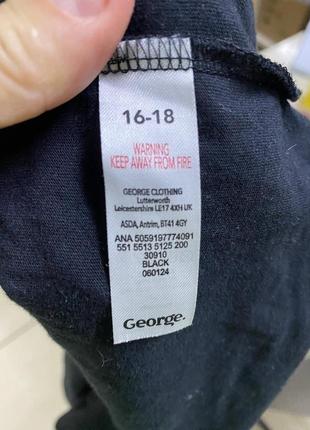 16-18
WARNING
KEEP AWAY FROM FIRE
GEORGE CLOTHING
Lutterworth
Leicestershire LE17 4XH UK
ASDA, Antrim, BT41 4GY
ANA 5059197774091
551 5513 5125 200
30910
BLACK
060124
George.